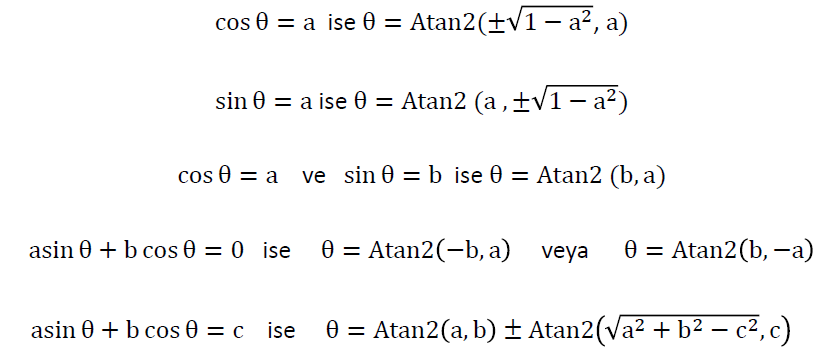 cos θ = a ise θ = Atan2(±√1 − a², a)
sin θ = a ise θ = Atan2 (a , ±√1 − a²)
cos θ = a ve sin θ = b ise θ = Atan2 (b, a)
asin θ + b cos θ = 0 ise θ = Atan2(−b, a) veya θ = Atan2(b, −a)
asin θ + b cos θ = c ise θ = Atan2(a, b) ± Atan2(√a² + b² − c², c)